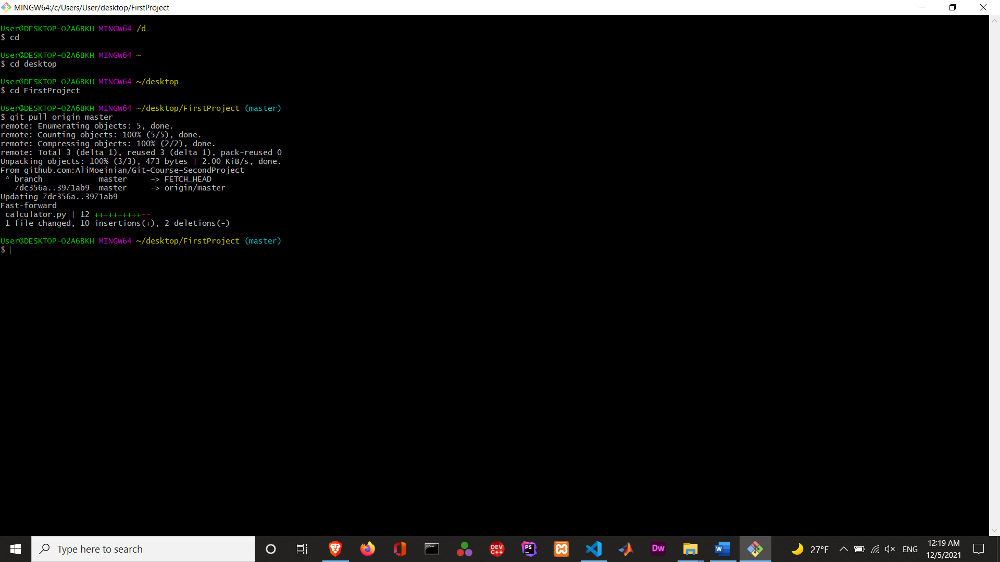 MINGW64:/c/Users/User/desktop/FirstProject
User@DESKTOP-O2A6BKH MINGW64 /d
$ cd
User@DESKTOP-O2A6BKH MINGW64 ~
$ cd desktop
User@DESKTOP-O2A6BKH MINGW64 ~/desktop
$ cd FirstProject
User@DESKTOP-O2A6BKH MINGW64 ~/desktop/FirstProject (master)
$ git pull origin master
remote: Enumerating objects: 5, done.
remote: Counting objects: 100% (5/5), done.
remote: Compressing objects: 100% (2/2), done.
remote: Total 3 (delta 1), reused 3 (delta 1), pack-reused 0
Unpacking objects: 100% (3/3), 473 bytes | 2.00 KiB/s, done.
From github.com:AliMoeinian/Git-Course-SecondProject
 * branch            master     -> FETCH_HEAD
   7dc356a..3971ab9  master     -> origin/master
Updating 7dc356a..3971ab9
Fast-forward
 calculator.py | 12 ++++++++++--
 1 file changed, 10 insertions(+), 2 deletions(-)
User@DESKTOP-O2A6BKH MINGW64 ~/desktop/FirstProject (master)
$
Type here to search
DEV C++
PS
Dw
W
27°F
ENG
12:19 AM
12/5/2021